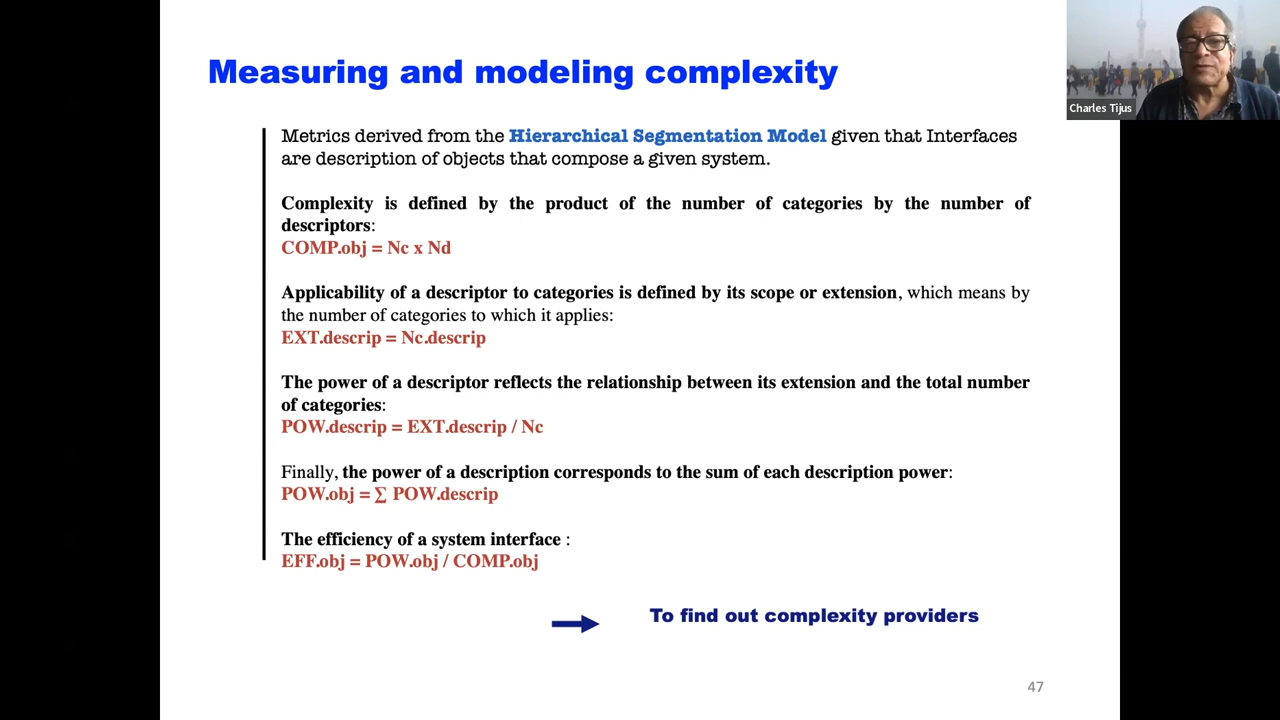 Measuring and modeling complexity
Charles Tijus
Metrics derived from the Hierarchical Segmentation Model given that Interfaces
are description of objects that compose a given system.
Complexity is defined by the product of the number of categories by the number of
descriptors:
COMP.obj = Nc x Nd
Applicability of a descriptor to categories is defined by its scope or extension, which means by
the number of categories to which it applies:
EXT.descrip = Nc.descrip
The power of a descriptor reflects the relationship between its extension and the total number
of categories:
POW.descrip = EXT.descrip / Nc
Finally, the power of a description corresponds to the sum of each description power:
POW.obj = ∑ POW.descrip
The efficiency of a system interface :
EFF.obj = POW.obj / COMP.obj
To find out complexity providers
47